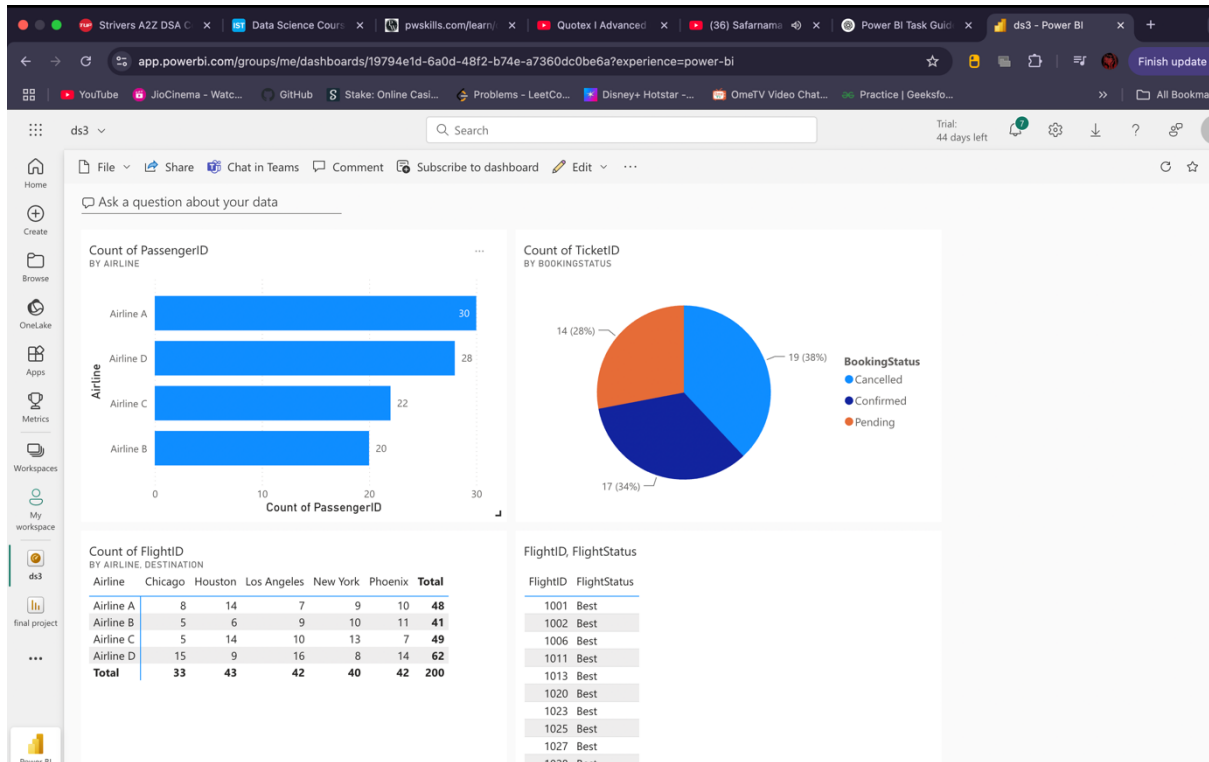 Strivers A2Z DSA C
Data Science Cours
pwskills.com/learn/
Quotex I Advanced
(36) Safarnama
Power BI Task Guid
ds3 - Power BI
app.powerbi.com/groups/me/dashboards/19794e1d-6a0d-48f2-b74e-a7360dc0be6a?experience=power-bi
Finish update
YouTube
JioCinema - Watc...
GitHub
Stake: Online Casi...
Problems - LeetCo...
Disney+ Hotstar -...
OmeTV Video Chat...
Practice | Geeksfo...
All Bookma
ds3
Search
Trial:
44 days left
7
File
Share
Chat in Teams
Comment
Subscribe to dashboard
Edit
Home
Create
Browse
OneLake
Apps
Metrics
Workspaces
My
workspace
ds3
final project
Power BI
Ask a question about your data
Count of PassengerID
BY AIRLINE
Airline
Airline A 30
Airline D 28
Airline C 22
Airline B 20
0 10 20 30
Count of PassengerID
Count of TicketID
BY BOOKINGSTATUS
14 (28%)
19 (38%)
17 (34%)
BookingStatus
Cancelled
Confirmed
Pending
Count of FlightID
BY AIRLINE, DESTINATION
Airline Chicago Houston Los Angeles New York Phoenix Total
Airline A 8 14 7 9 10 48
Airline B 5 6 9 10 11 41
Airline C 5 14 10 13 7 49
Airline D 15 9 16 8 14 62
Total 33 43 42 40 42 200
FlightID, FlightStatus
FlightID FlightStatus
1001 Best
1002 Best
1006 Best
1011 Best
1013 Best
1020 Best
1023 Best
1025 Best
1027 Best